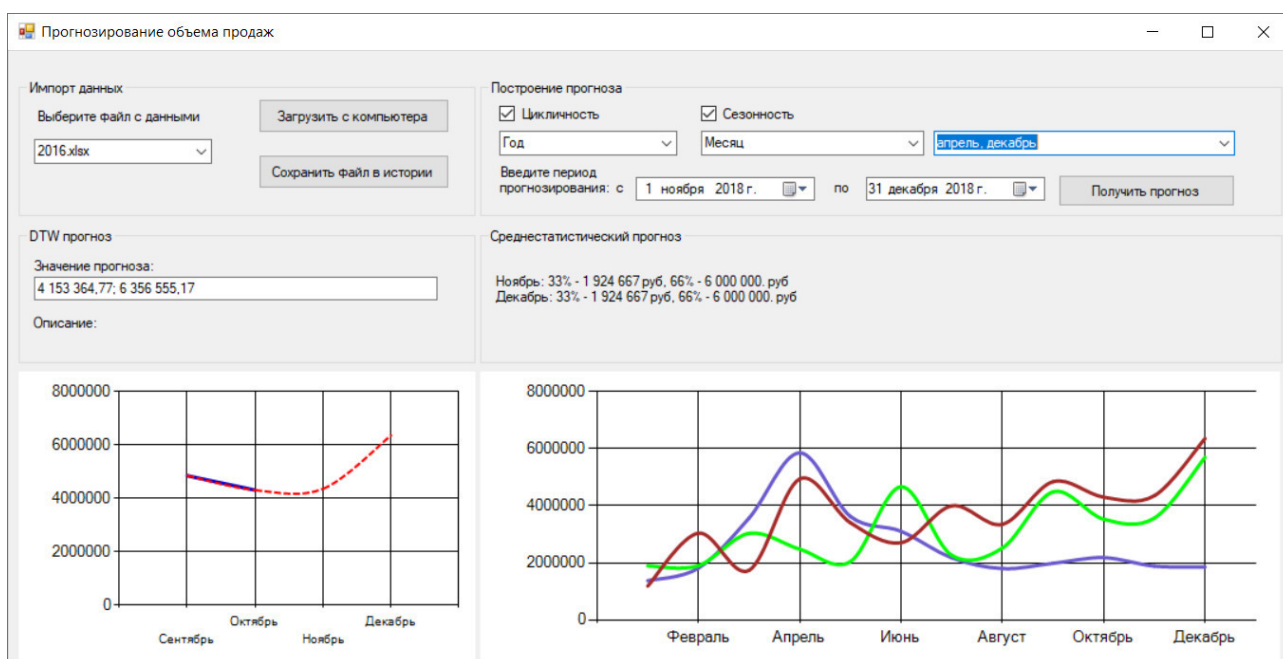 Прогнозирование объема продаж
Импорт данных
Выберите файл с данными
Загрузить с компьютера
2016.xlsx
Сохранить файл в истории
Построение прогноза
Цикличность
Сезонность
Год
Месяц
апрель, декабрь
Введите период
прогнозирования: с
1 ноября 2018 г.
по
31 декабря 2018 г.
Получить прогноз
DTW прогноз
Значение прогноза:
4 153 364,77; 6 356 555,17
Описание:
Среднестатистический прогноз
Ноябрь: 33% - 1 924 667 руб, 66% - 6 000 000. руб
Декабрь: 33% - 1 924 667 руб, 66% - 6 000 000. руб
8000000
6000000
4000000
2000000
0
Сентябрь
Октябрь
Ноябрь
Декабрь
8000000
6000000
4000000
2000000
0
Февраль
Апрель
Июнь
Август
Октябрь
Декабрь